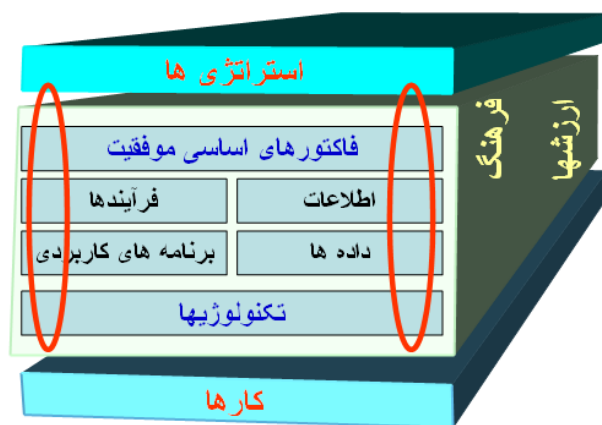 استراتژی ها
فاکتورهای اساسی موفقیت
اطلاعات
فرآیندها
داده ها
برنامه های کاربردی
تکنولوژیها
کارها
فرهنگ
ارزشها